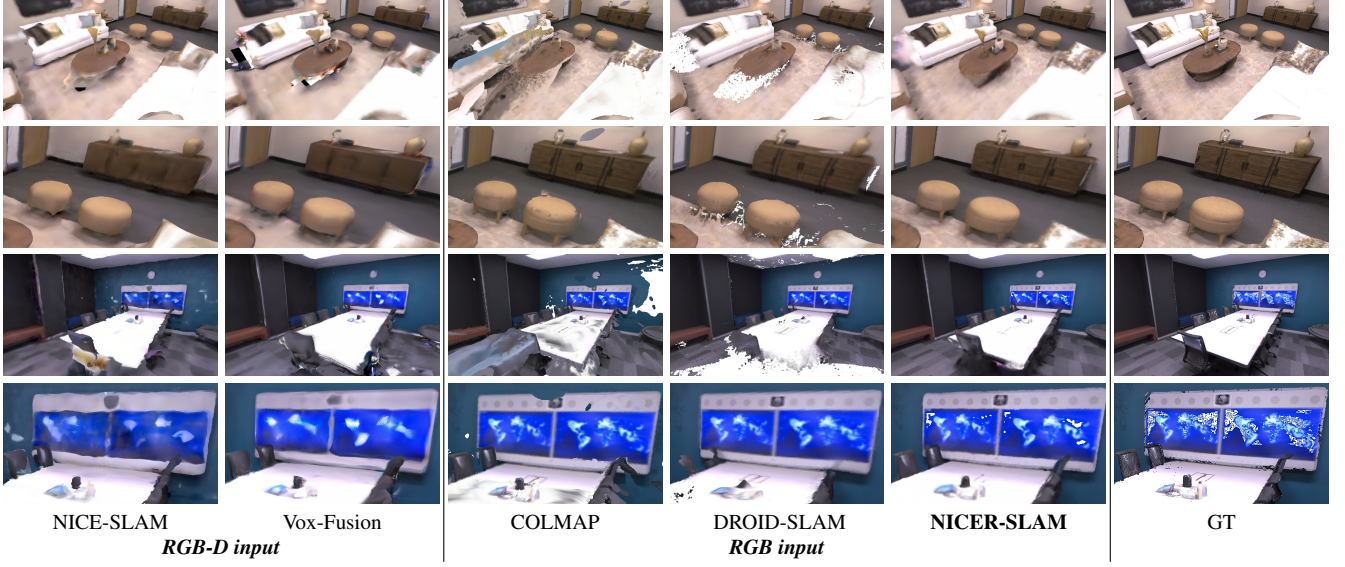 NICE-SLAM Vox-Fusion COLMAP DROID-SLAM NICER-SLAM GT
RGB-D input RGB input